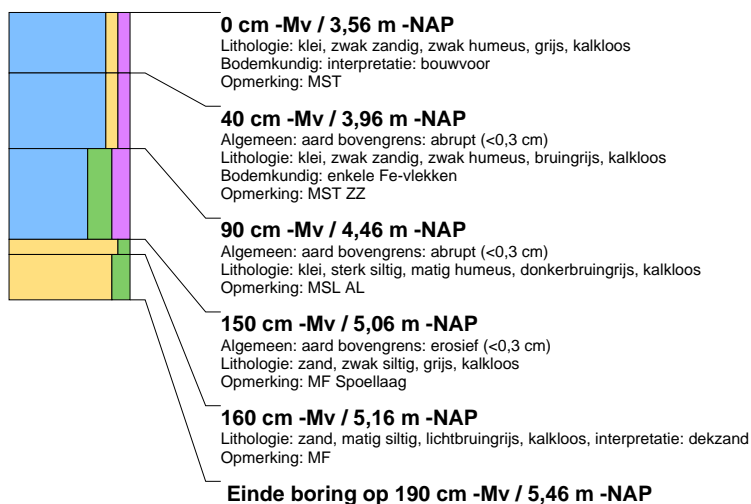 0 cm -Mv / 3,56 m -NAP
Lithologie: klei, zwak zandig, zwak humeus, grijs, kalkloos
Bodemkundig: interpretatie: bouwvoor
Opmerking: MST
40 cm -Mv / 3,96 m -NAP
Algemeen: aard bovengrens: abrupt (<0,3 cm)
Lithologie: klei, zwak zandig, zwak humeus, bruingrijs, kalkloos
Bodemkundig: enkele Fe-vlekken
Opmerking: MST ZZ
90 cm -Mv / 4,46 m -NAP
Algemeen: aard bovengrens: abrupt (<0,3 cm)
Lithologie: klei, sterk siltig, matig humeus, donkerbruingrijs, kalkloos
Opmerking: MSL AL
150 cm -Mv / 5,06 m -NAP
Algemeen: aard bovengrens: erosief (<0,3 cm)
Lithologie: zand, zwak siltig, grijs, kalkloos
Opmerking: MF Spoellaag
160 cm -Mv / 5,16 m -NAP
Lithologie: zand, matig siltig, lichtbruingrijs, kalkloos, interpretatie: dekzand
Opmerking: MF
Einde boring op 190 cm -Mv / 5,46 m -NAP